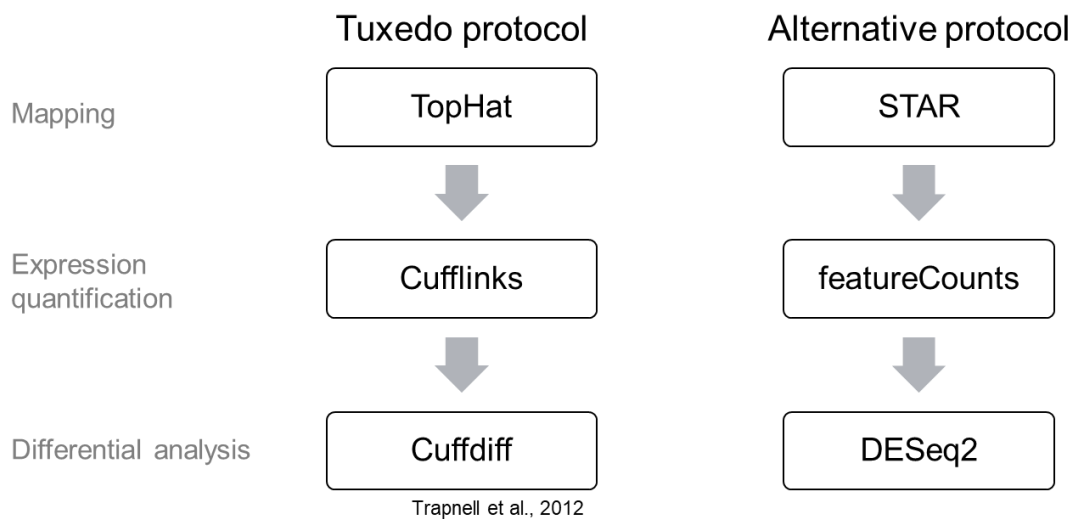 Tuxedo protocol
Alternative protocol
Mapping
TopHat
STAR
Expression
quantification
Cufflinks
featureCounts
Differential analysis
Cuffdiff
DESeq2
Trapnell et al., 2012